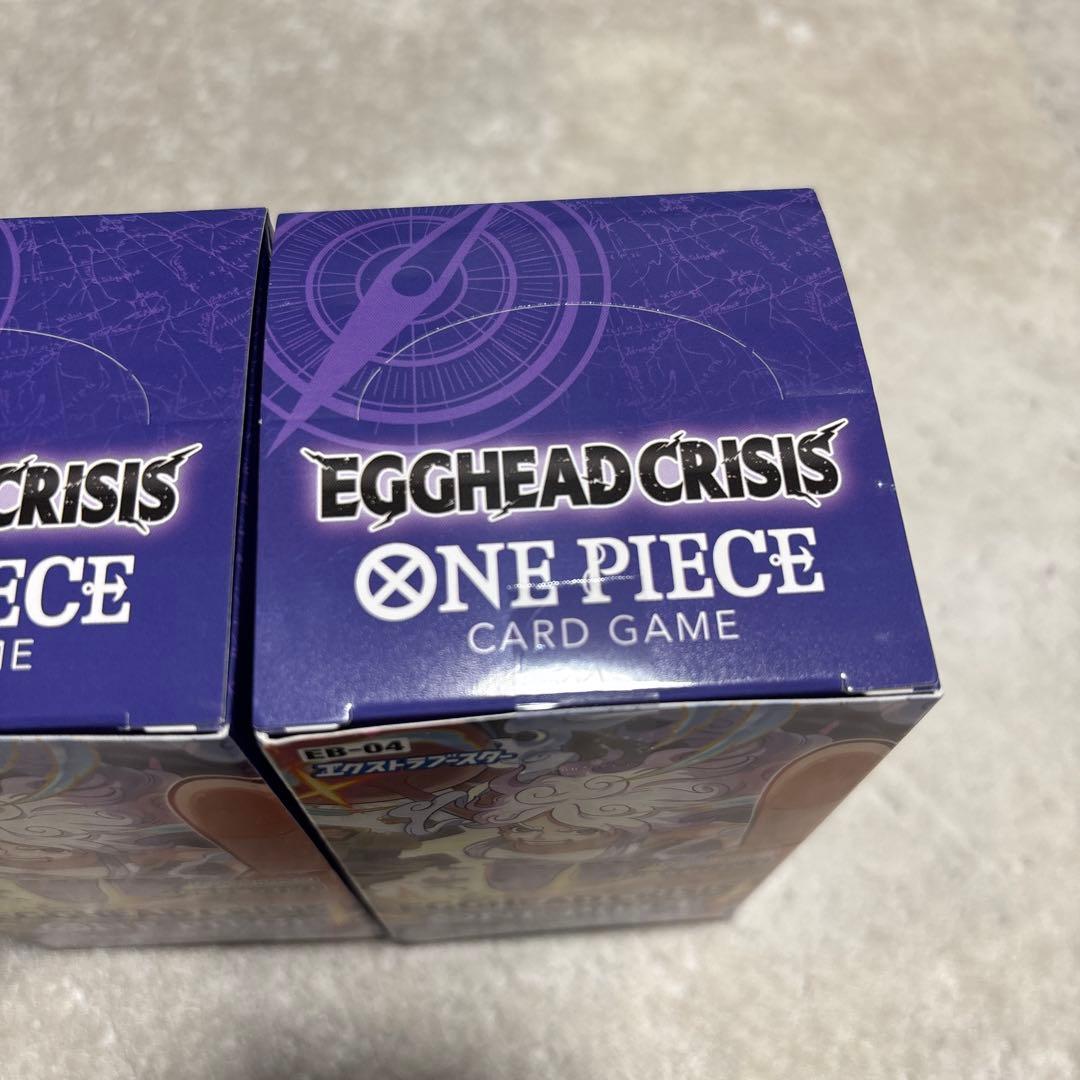 CRISIS
ECE
ME
EGGHEAD CRISIS
ONE PIECE
CARD GAME
EB-04
エクストラブースター